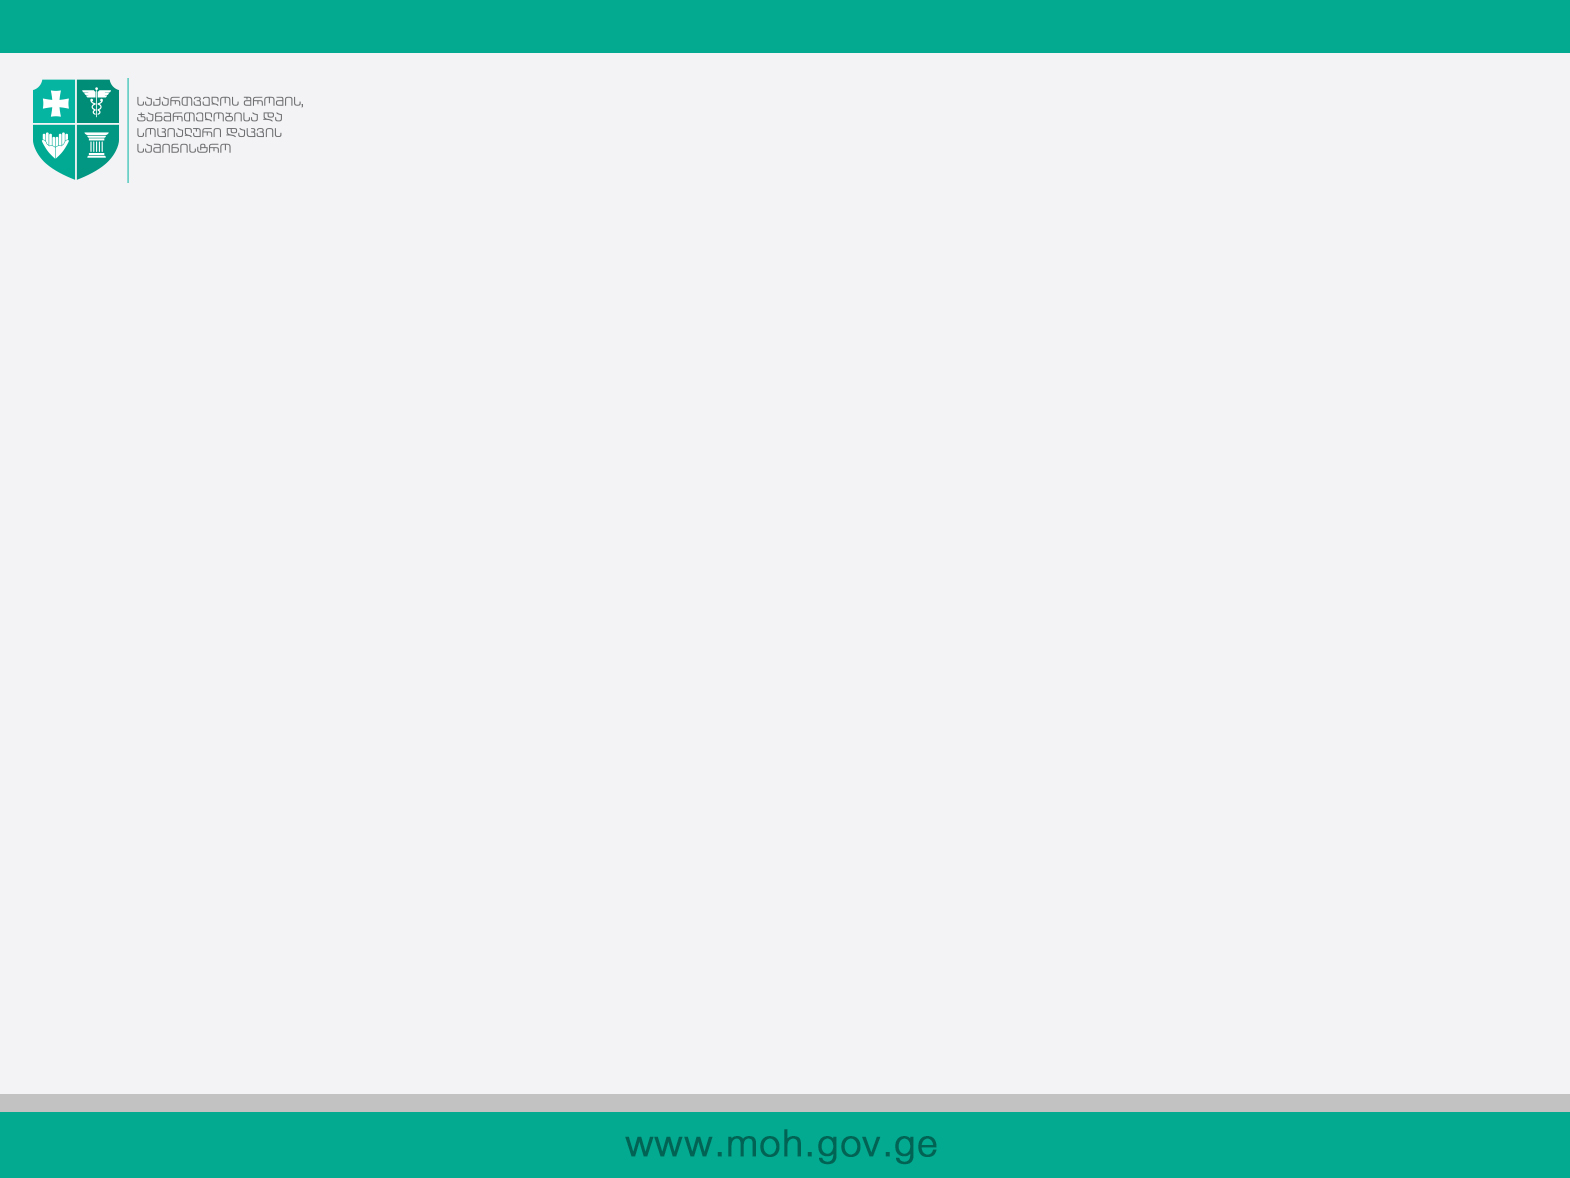 საქართველოს შრომის,
ჯანმრთელობისა და
სოციალური დაცვის
სამინისტრო
www.moh.gov.ge